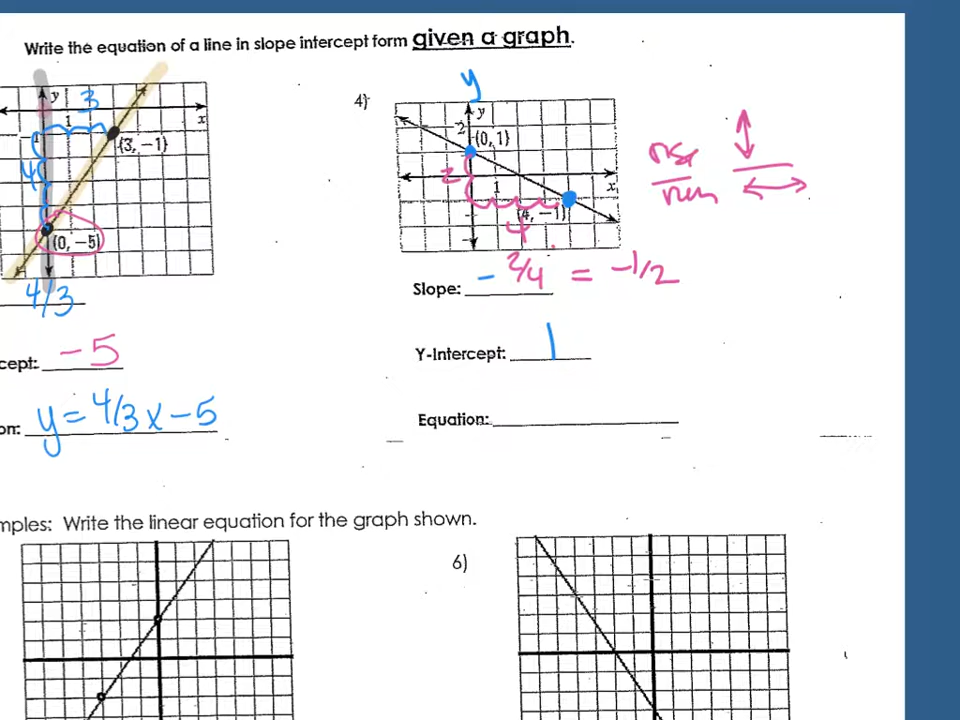 Write the equation of a line in slope intercept form given a graph.
y
3
x
1
-1
(3, -1)
4
(0, -5)
4/3
cept: -5
on: y = 4/3 x - 5
4)
y
y
2
(0, 1)
x
2
1
(4, -1)
4
rise
run
Slope: - 2/4 = -1/2
Y-Intercept: 1
Equation:
mples: Write the linear equation for the graph shown.
6)